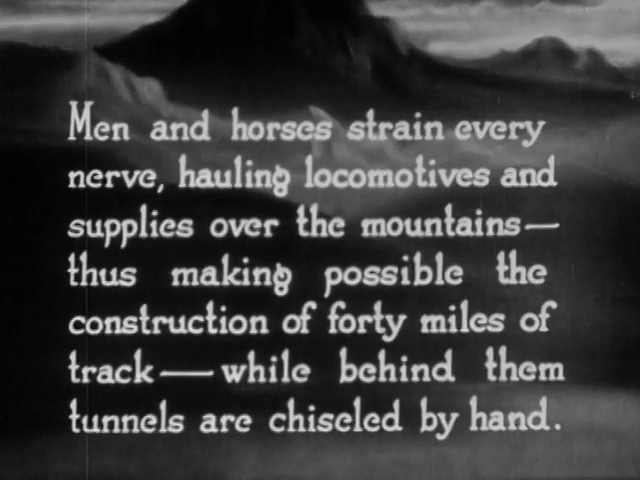 Men and horses strain every
nerve, hauling locomotives and
supplies over the mountains—
thus making possible the
construction of forty miles of
track—while behind them
tunnels are chiseled by hand.